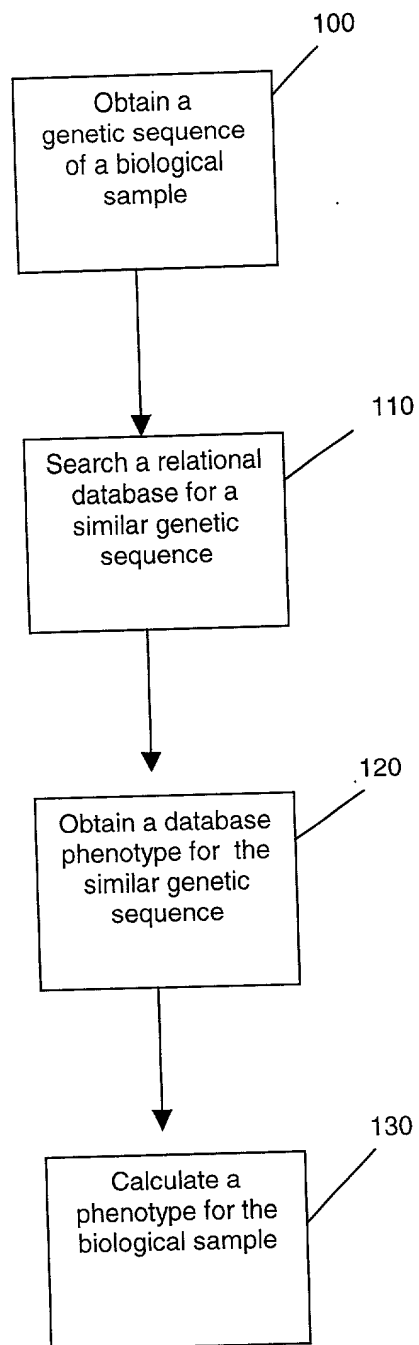 100
Obtain a
genetic sequence
of a biological
sample
110
Search a relational
database for a
similar genetic
sequence
120
Obtain a database
phenotype for the
similar genetic
sequence
130
Calculate a
phenotype for the
biological sample